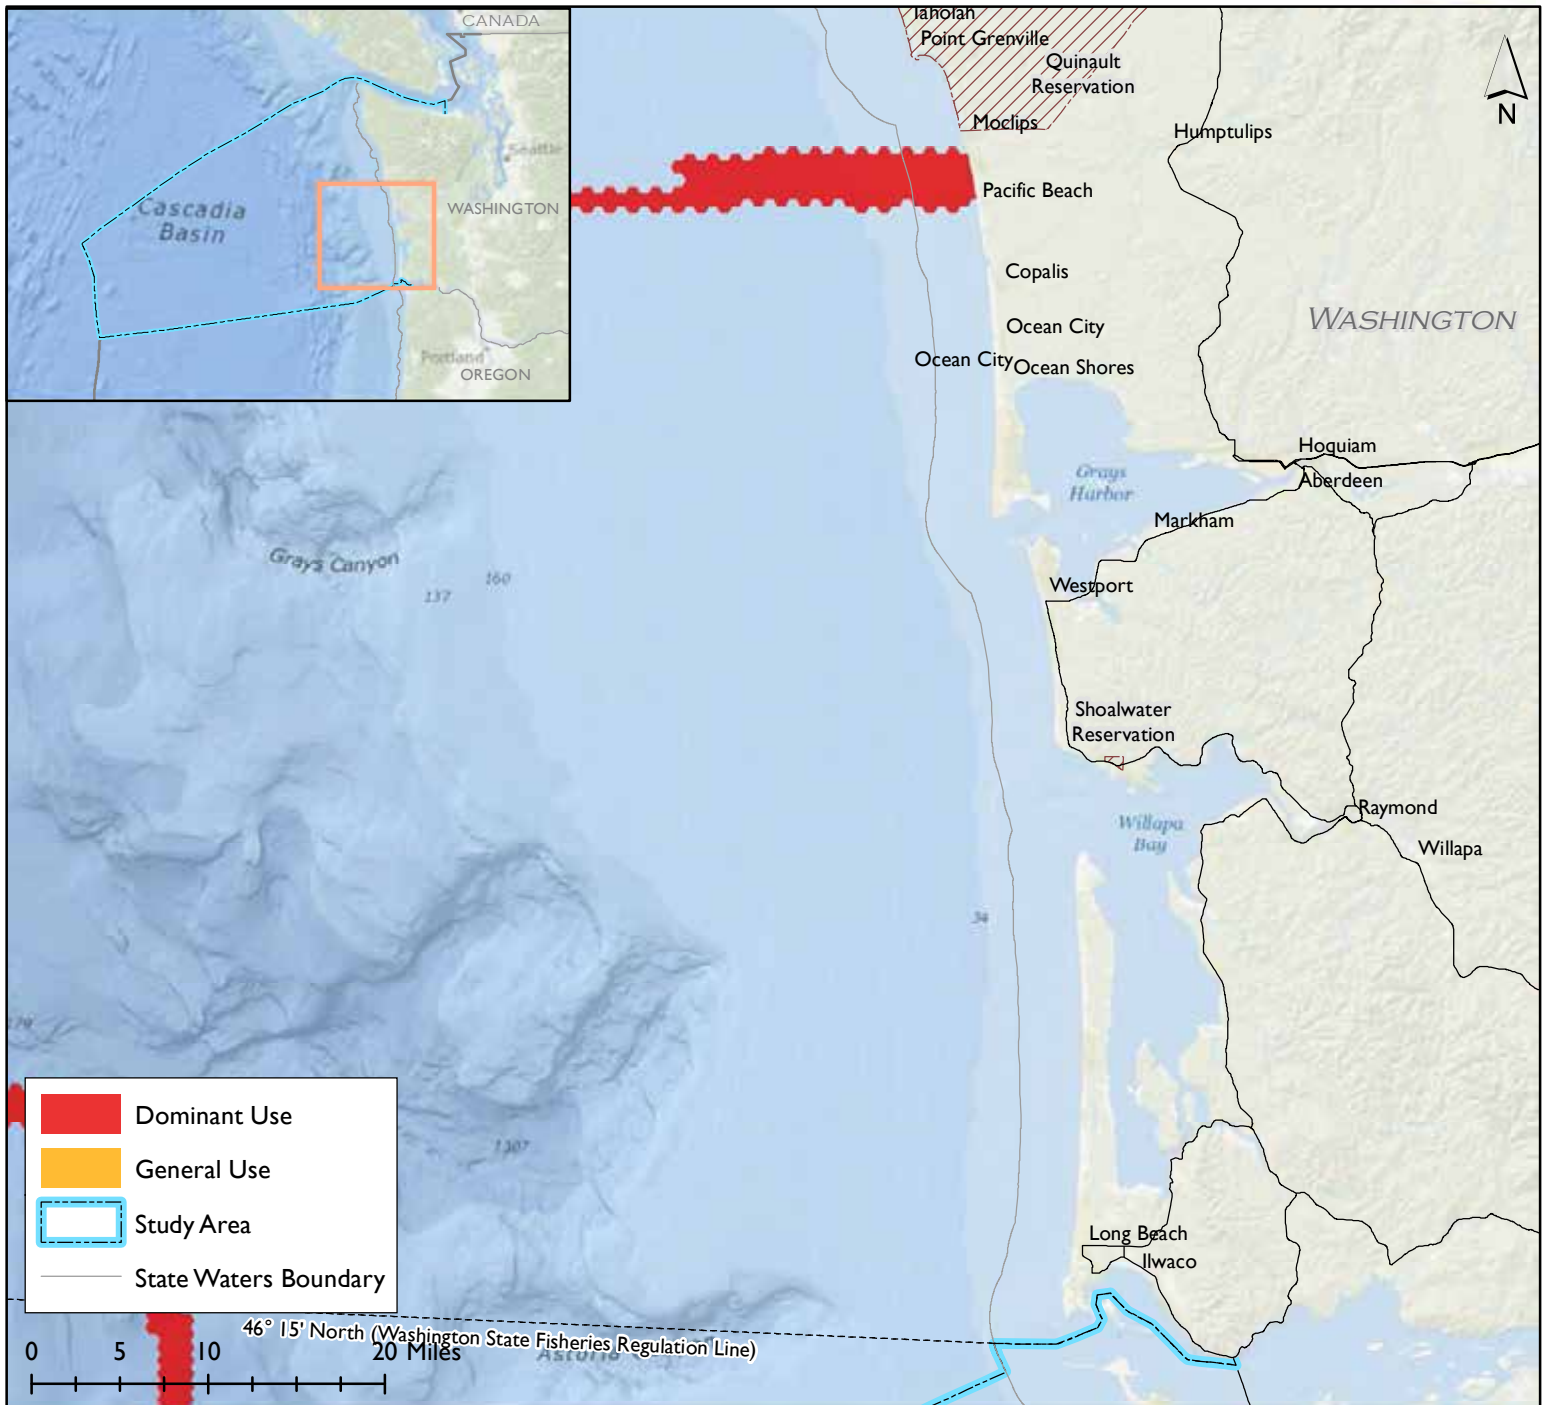 CANADA
Seattle
Cascadia
Basin
WASHINGTON
Portland
OREGON
Taholah
Point Grenville
Quinault
Reservation
Moclips
Humptulips
N
Pacific Beach
Copalis
WASHINGTON
Ocean City
Ocean City
Ocean Shores
Hoquiam
Grays
Harbor
Aberdeen
Markham
Grays Canyon
160
137
Westport
Shoalwater
Reservation
Raymond
Willapa
Bay
Willapa
34
1307
Dominant Use
General Use
Study Area
State Waters Boundary
Long Beach
Ilwaco
46° 15' North (Washington State Fisheries Regulation Line)
Astoria
0 5 10 20 Miles